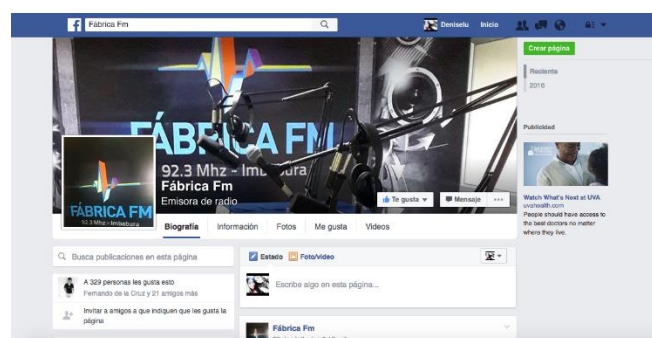 Fábrica Fm
Deniselu Inicio
FÁBRICA FM
92.3 Mhz - Imbabura
Fábrica Fm
Emisora de radio
Te gusta
Mensaje
FÁBRICA FM
92.3 Mhz - Imbabura
Biografía Información Fotos Me gusta Videos
Busca publicaciones en esta página
A 329 personas les gusta esto
Fernando de la Cruz y 21 amigos más
Invitar a amigos a que indiquen que les gusta la
página
Estado Foto/video
Escribe algo en esta página...
Fábrica Fm
Crear página
Reciente
2016
Publicidad
Watch What's Next at UVA
uvahealth.com
People should have access to
the best doctors no matter
where they live.